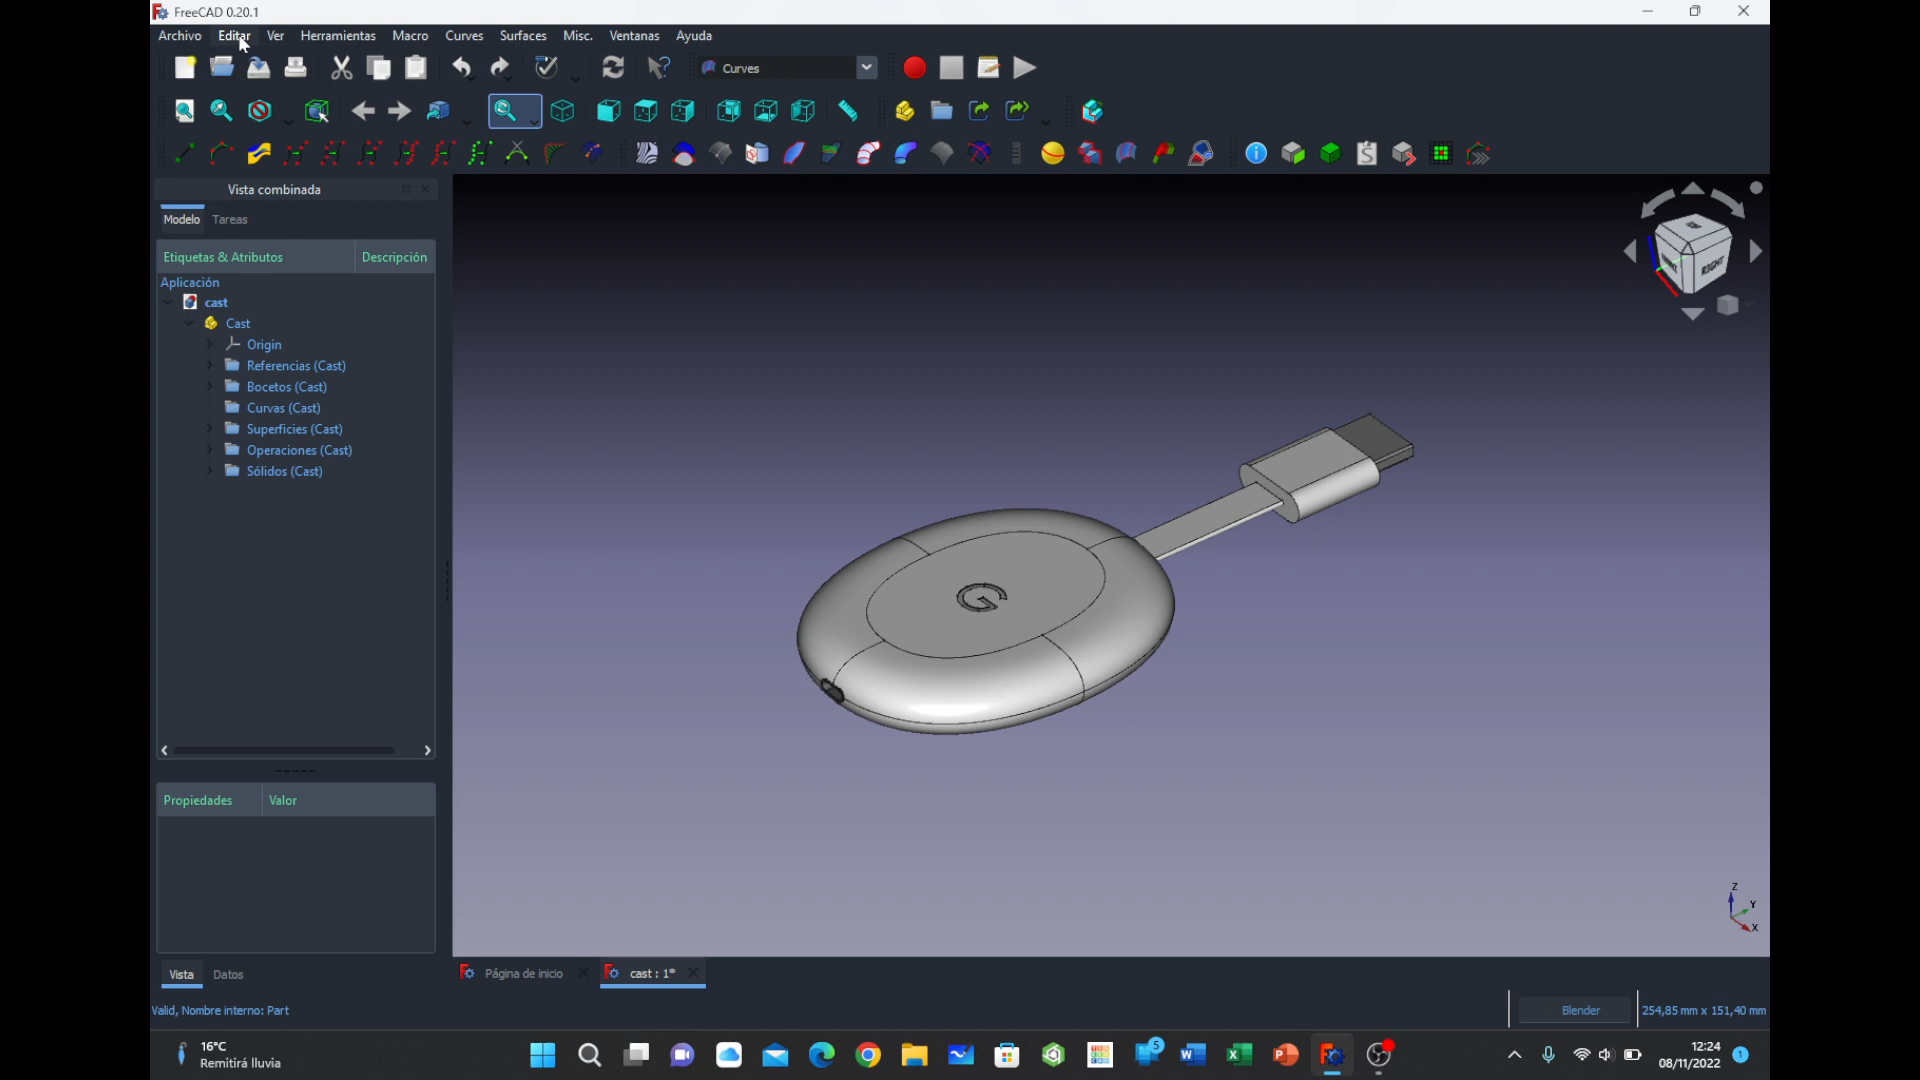 FreeCAD 0.20.1
Archivo Editar Ver Herramientas Macro Curves Surfaces Misc. Ventanas Ayuda
Curves
Vista combinada
Modelo Tareas
Etiquetas & Atributos Descripción
Aplicación
cast
Cast
Origin
Referencias (Cast)
Bocetos (Cast)
Curvas (Cast)
Superficies (Cast)
Operaciones (Cast)
Sólidos (Cast)
Propiedades Valor
Vista Datos
RIGHT
G
Z
Y
X
Página de inicio
cast : 1*
Valid, Nombre interno: Part
Blender
254,85 mm x 151,40 mm
16°C
Remitirá lluvia
5
12:24
08/11/2022
1